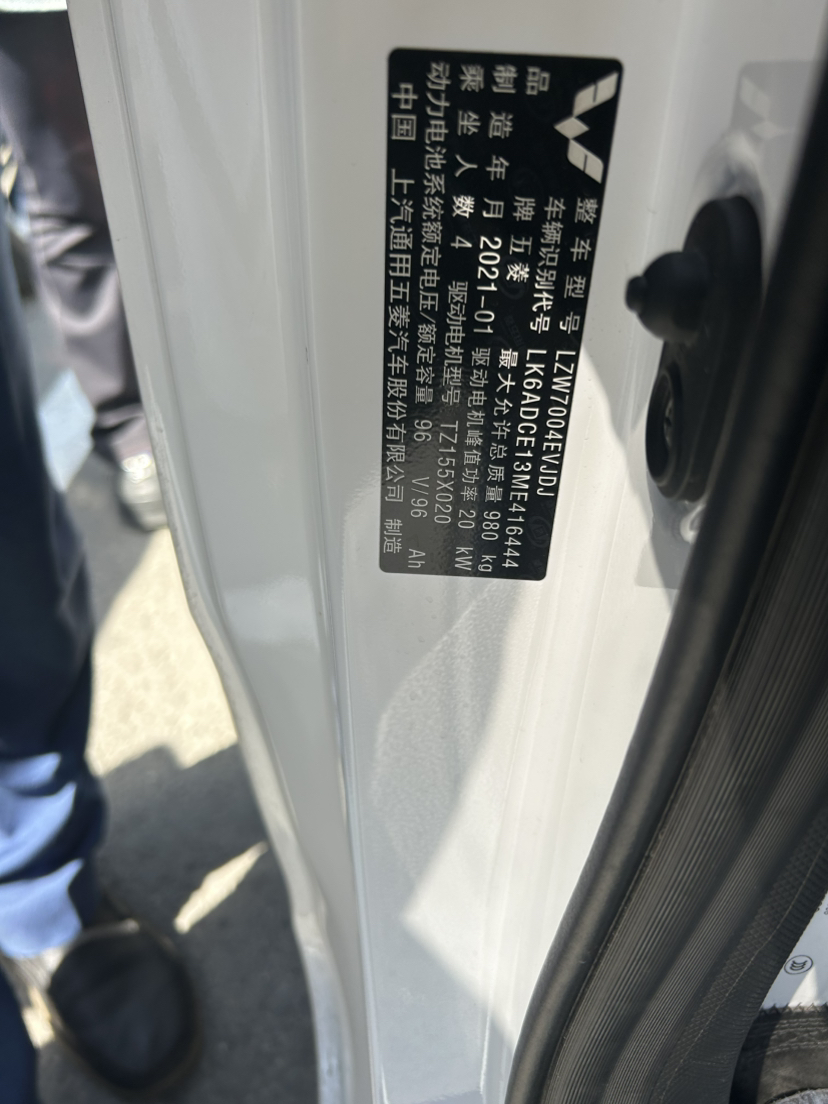 整车型号 LZW7004EVJDJ
车辆识别代号 LK6ADCE13ME416444
品牌 五菱 最大允许总质量 980 kg
制造年月 2021-01 驱动电机峰值功率 20 kW
乘坐人数 4 驱动电机型号 TZ155X020
动力电池系统额定电压/额定容量 96 V/96 Ah
中国 上汽通用五菱汽车股份有限公司 制造